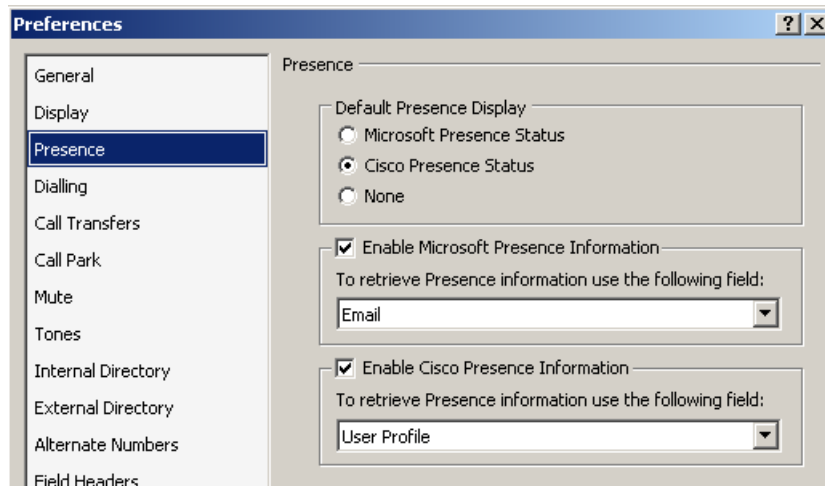 Preferences
General
Display
Presence
Dialling
Call Transfers
Call Park
Mute
Tones
Internal Directory
External Directory
Alternate Numbers
Field Headers
Presence
Default Presence Display
Microsoft Presence Status
Cisco Presence Status
None
Enable Microsoft Presence Information
To retrieve Presence information use the following field:
Email
Enable Cisco Presence Information
To retrieve Presence information use the following field:
User Profile